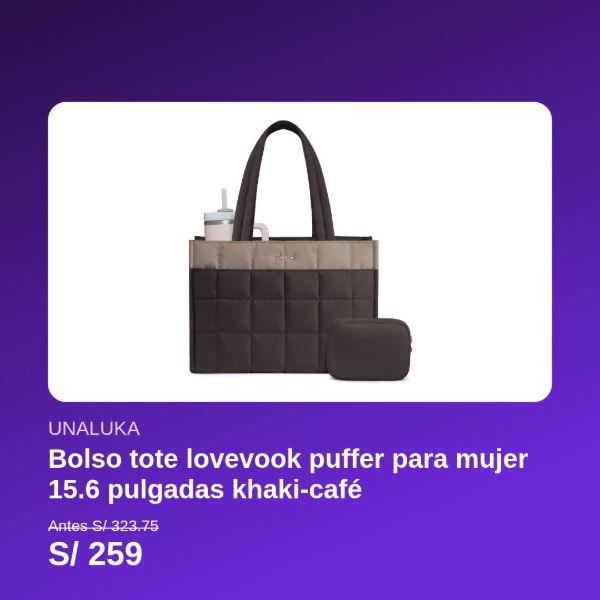 UNALUKA
Bolso tote lovevook puffer para mujer
15.6 pulgadas khaki-café
Antes S/ 323.75
S/ 259